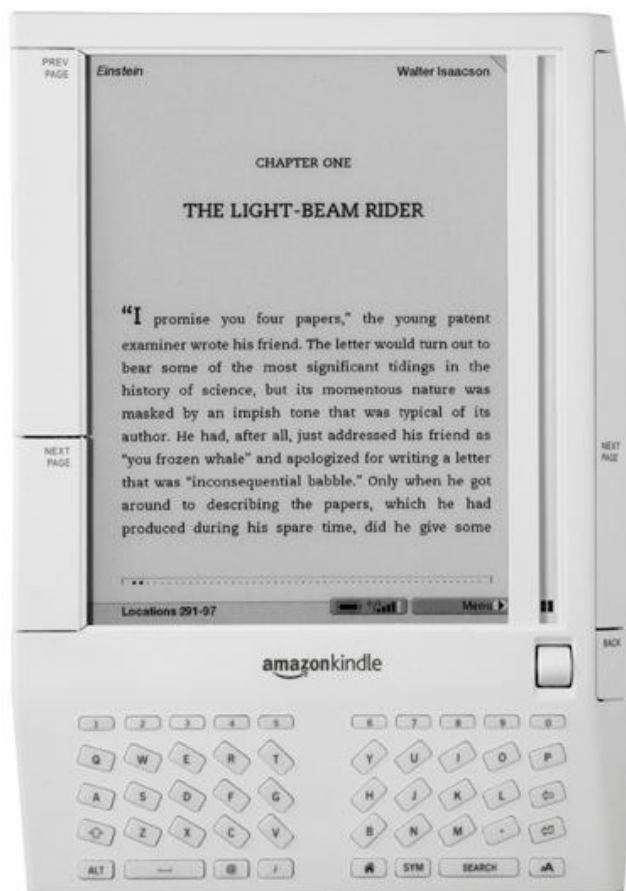 PREV
PAGE
Einstein
Walter Isaacson
CHAPTER ONE
THE LIGHT-BEAM RIDER
“I promise you four papers,” the young patent
examiner wrote his friend. The letter would turn out to
bear some of the most significant tidings in the
history of science, but its momentous nature was
masked by an impish tone that was typical of its
author. He had, after all, just addressed his friend as
“you frozen whale” and apologized for writing a letter
that was “inconsequential babble.” Only when he got
around to describing the papers, which he had
produced during his spare time, did he give some
NEXT
PAGE
NEXT
PAGE
Locations 291-97
Menu
BACK
amazonkindle
1 2 3 4 5 6 7 8 9 0
Q W E R T Y U I O P
A S D F G H J K L
Z X C V B N M .
ALT @ / SYM SEARCH AA